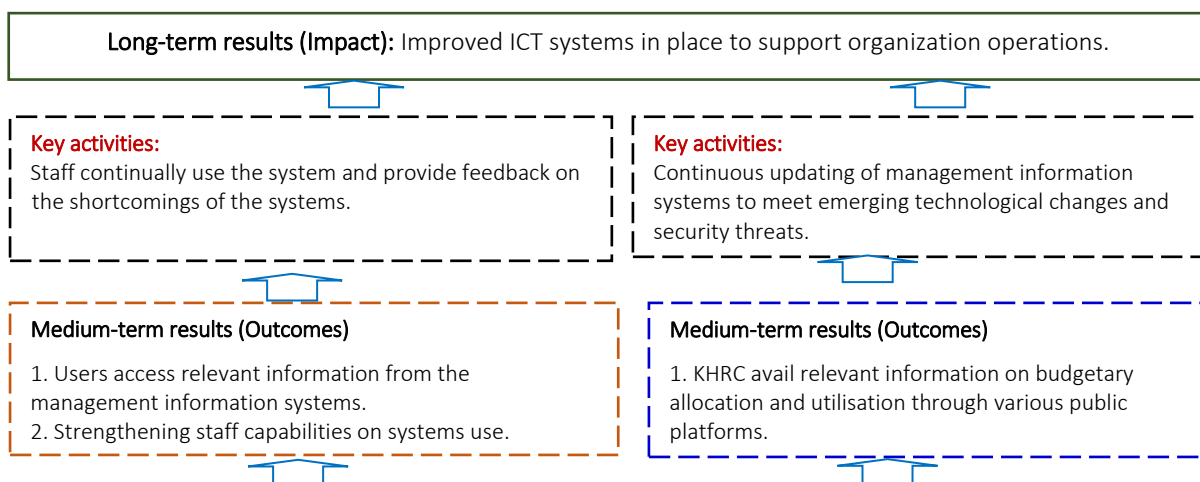 Long-term results (Impact): Improved ICT systems in place to support organization operations.
Key activities:
Staff continually use the system and provide feedback on
the shortcomings of the systems.
Key activities:
Continuous updating of management information
systems to meet emerging technological changes and
security threats.
Medium-term results (Outcomes)
1. Users access relevant information from the
management information systems.
2. Strengthening staff capabilities on systems use.
Medium-term results (Outcomes)
1. KHRC avail relevant information on budgetary
allocation and utilisation through various public
platforms.